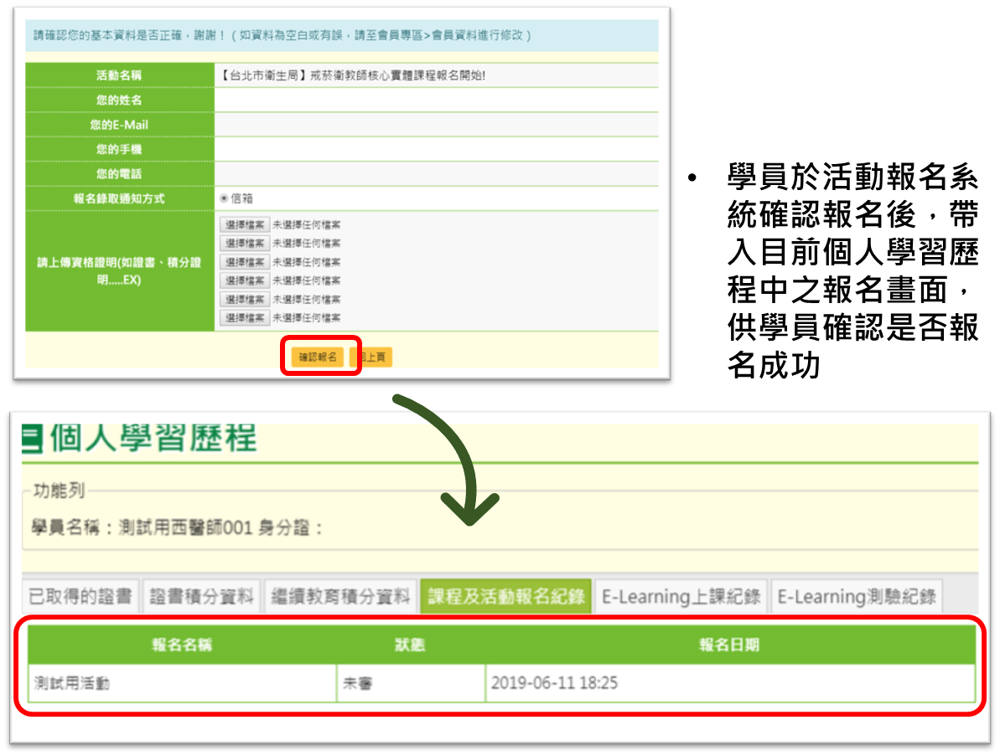 請確認您的基本資料是否正確，謝謝！（如資料為空白或有誤，請至會員專區>會員資料進行修改）
活動名稱 【台北市衛生局】戒菸衛教師核心實體課程報名開始!
您的姓名
您的E-Mail
您的手機
您的電話
報名錄取通知方式 信箱
請上傳資格證明(如證書、積分證
明.....EX)
選擇檔案 未選擇任何檔案
選擇檔案 未選擇任何檔案
選擇檔案 未選擇任何檔案
選擇檔案 未選擇任何檔案
選擇檔案 未選擇任何檔案
選擇檔案 未選擇任何檔案
確認報名 回上頁
• 學員於活動報名系
統確認報名後，帶
入目前個人學習歷
程中之報名畫面，
供學員確認是否報
名成功
個人學習歷程
功能列
學員名稱：測試用西醫師001 身分證：
已取得的證書 證書積分資料 繼續教育積分資料 課程及活動報名紀錄 E-Learning上課紀錄 E-Learning測驗紀錄
報名名稱 狀態 報名日期
測試用活動 未審 2019-06-11 18:25